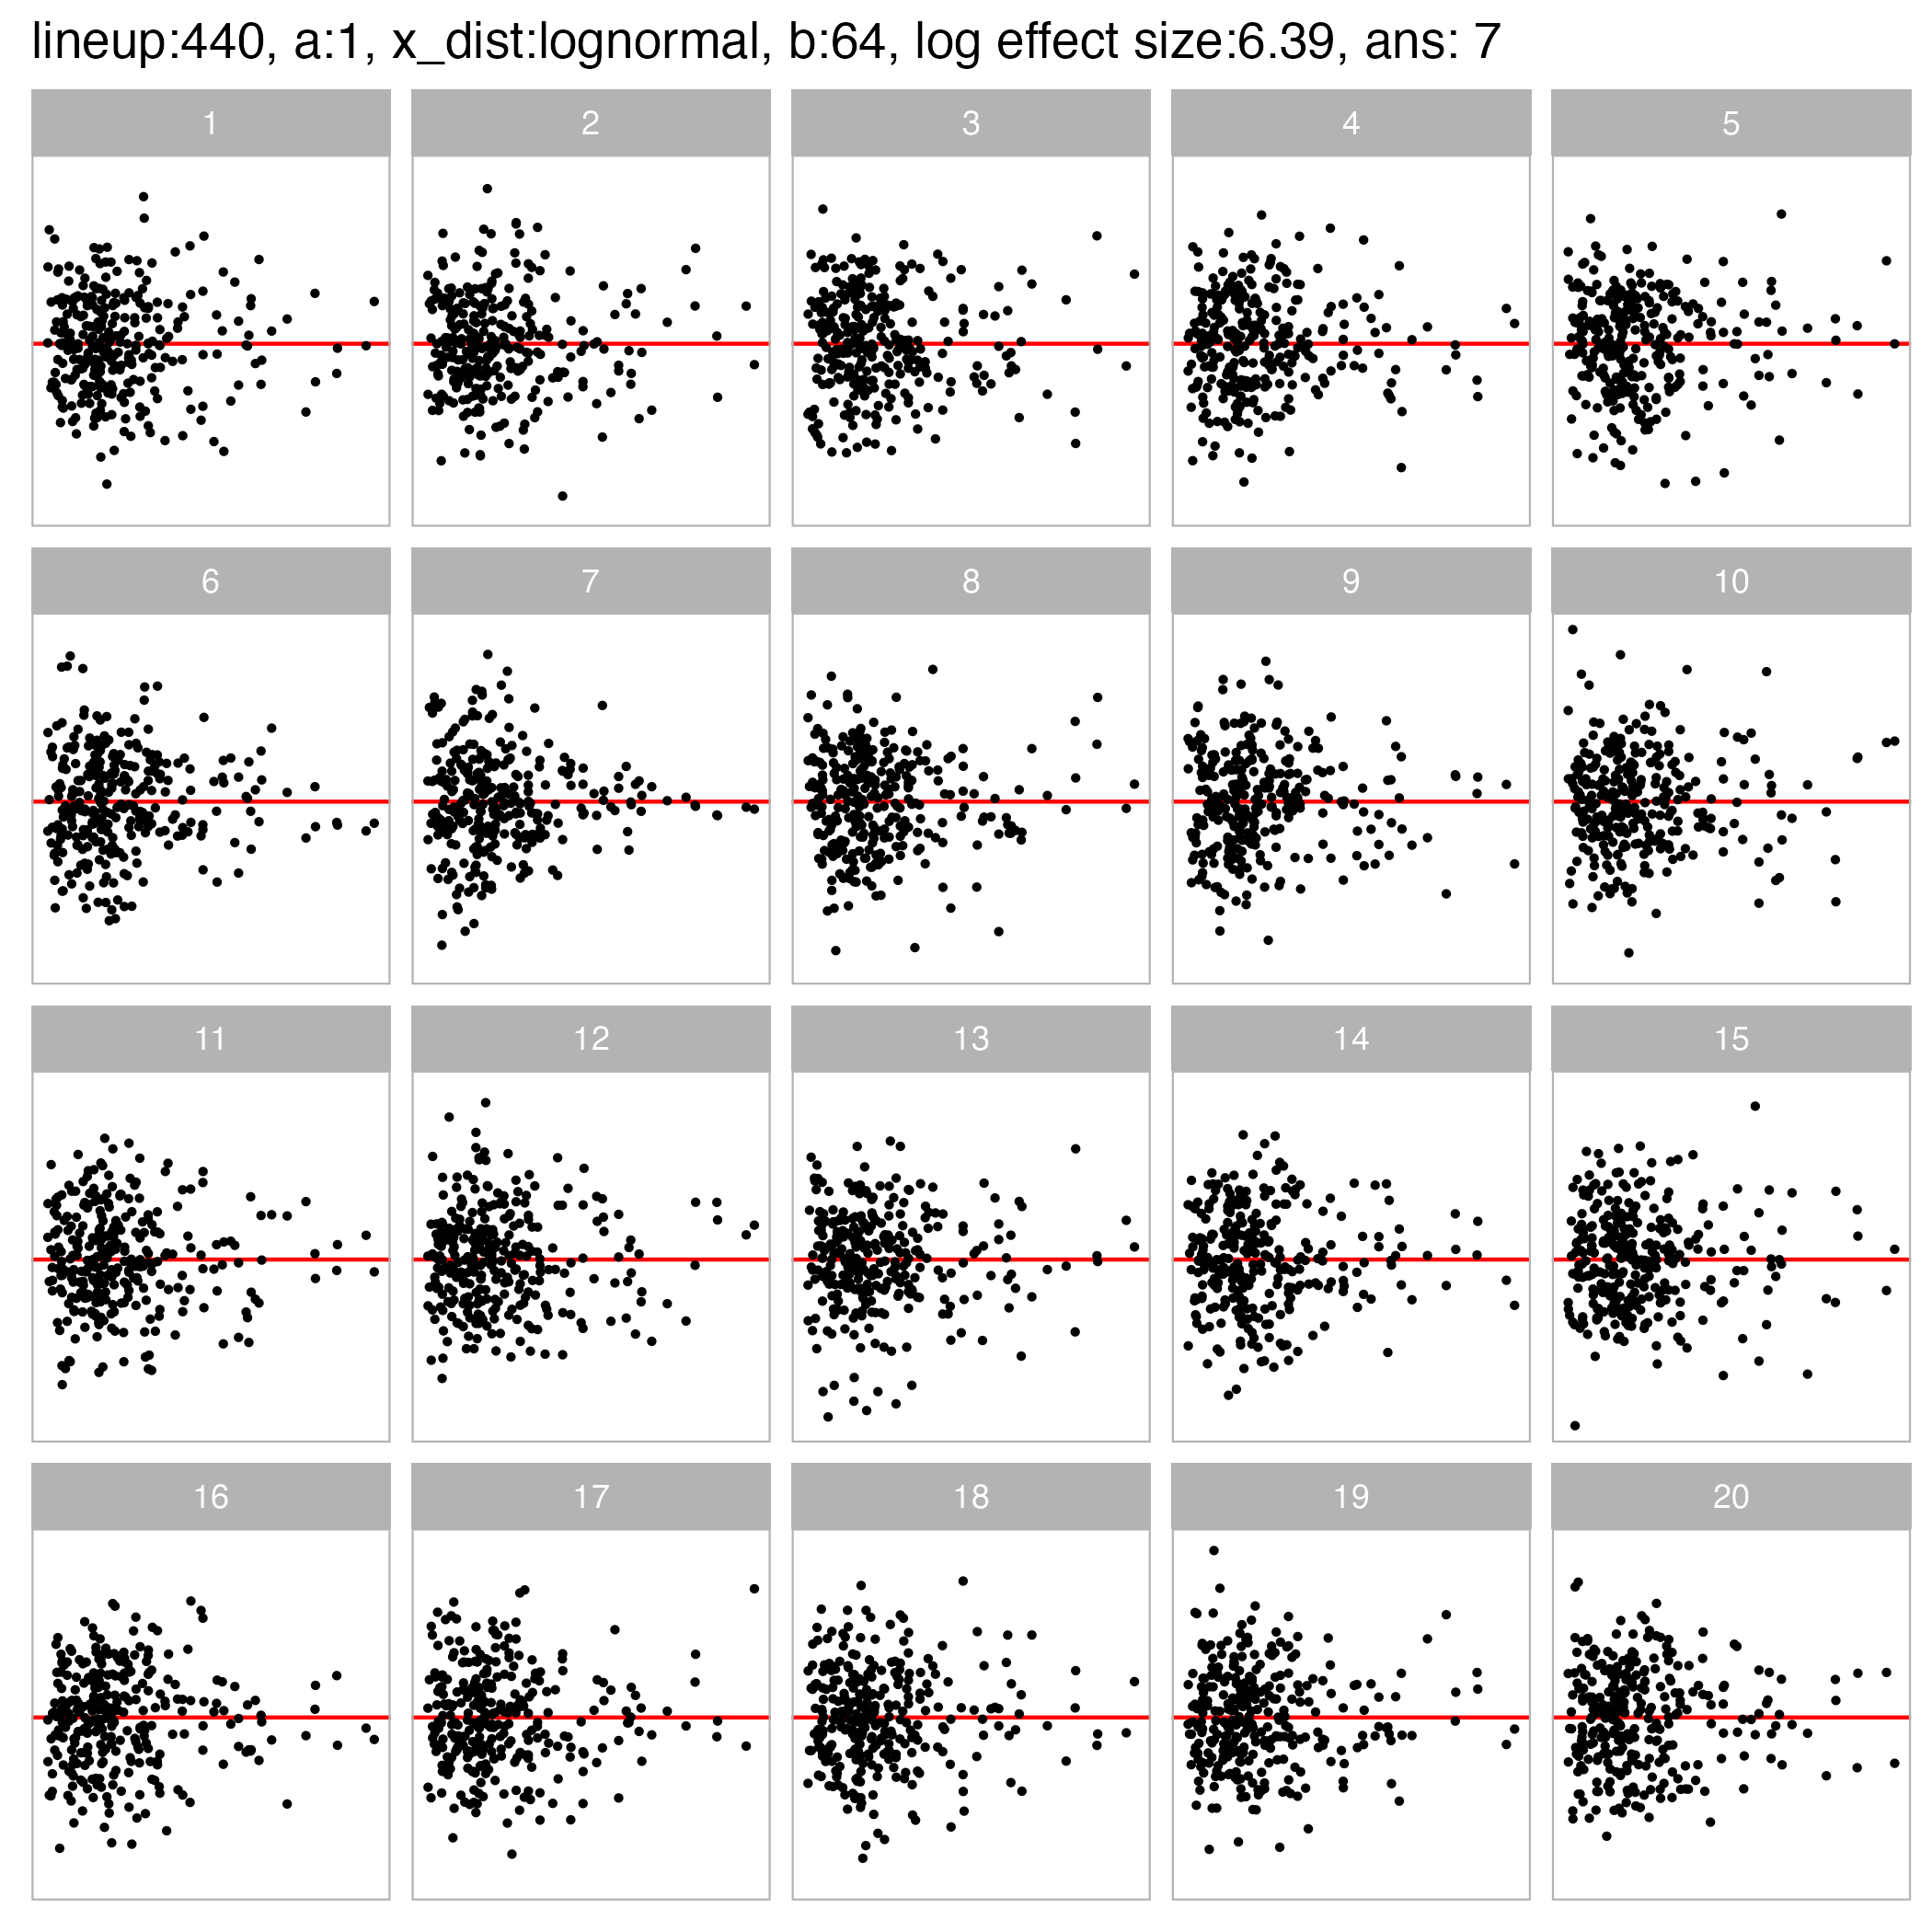 lineup:440, a:1, x_dist:lognormal, b:64, log effect size:6.39, ans: 7
1 2 3 4 5
6 7 8 9 10
11 12 13 14 15
16 17 18 19 20